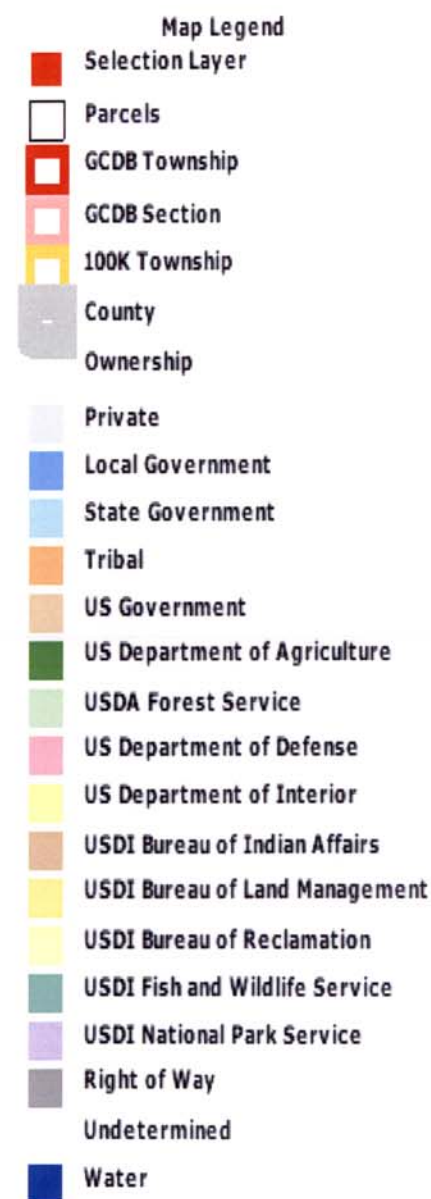 Map Legend
Selection Layer
Parcels
GCDB Township
GCDB Section
100K Township
County
Ownership
Private
Local Government
State Government
Tribal
US Government
US Department of Agriculture
USDA Forest Service
US Department of Defense
US Department of Interior
USDI Bureau of Indian Affairs
USDI Bureau of Land Management
USDI Bureau of Reclamation
USDI Fish and Wildlife Service
USDI National Park Service
Right of Way
Undetermined
Water